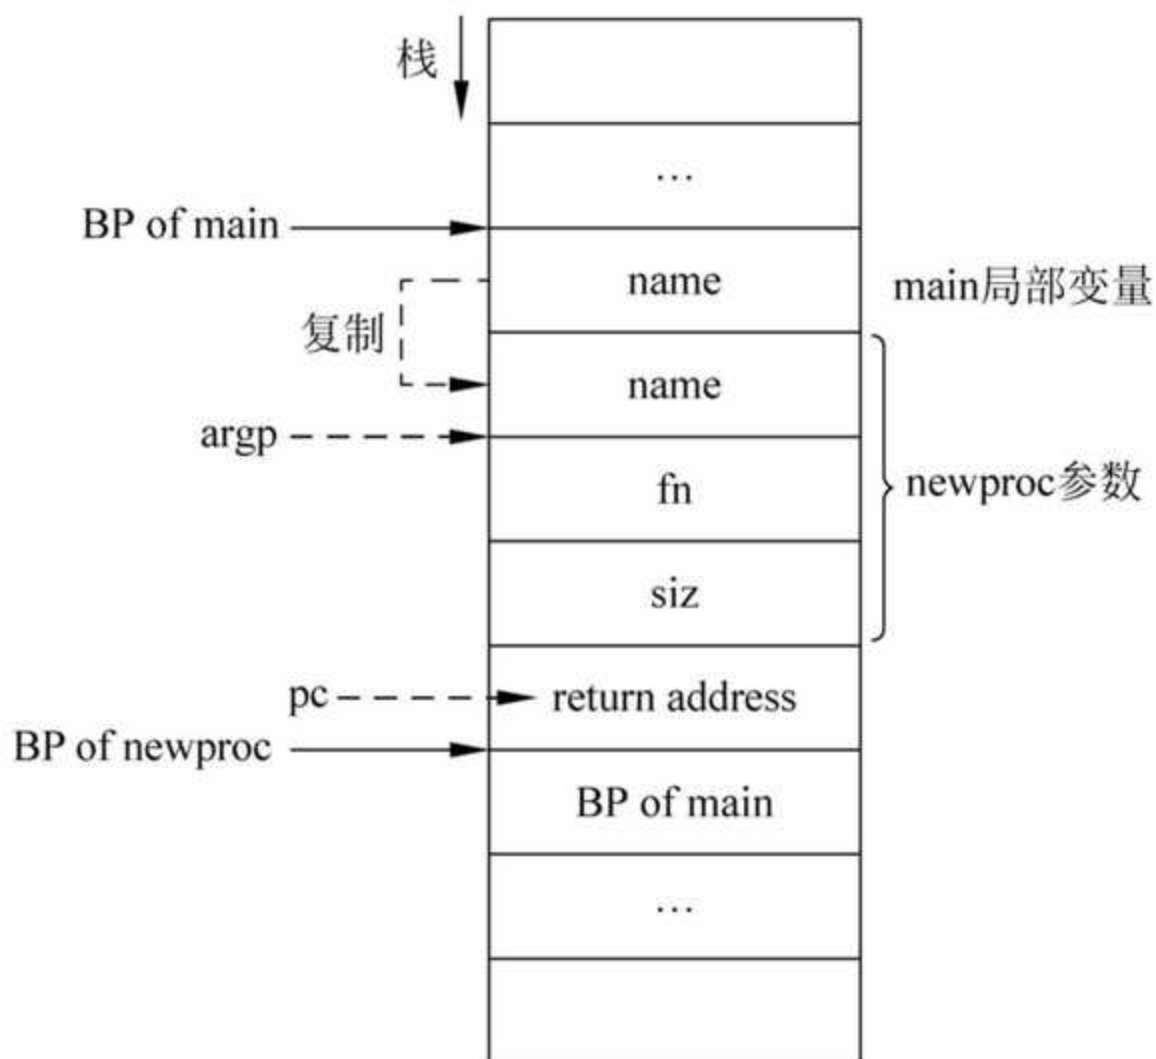 栈
…
BP of main
name
main局部变量
复制
name
argp
fn
newproc参数
siz
pc
return address
BP of newproc
BP of main
…